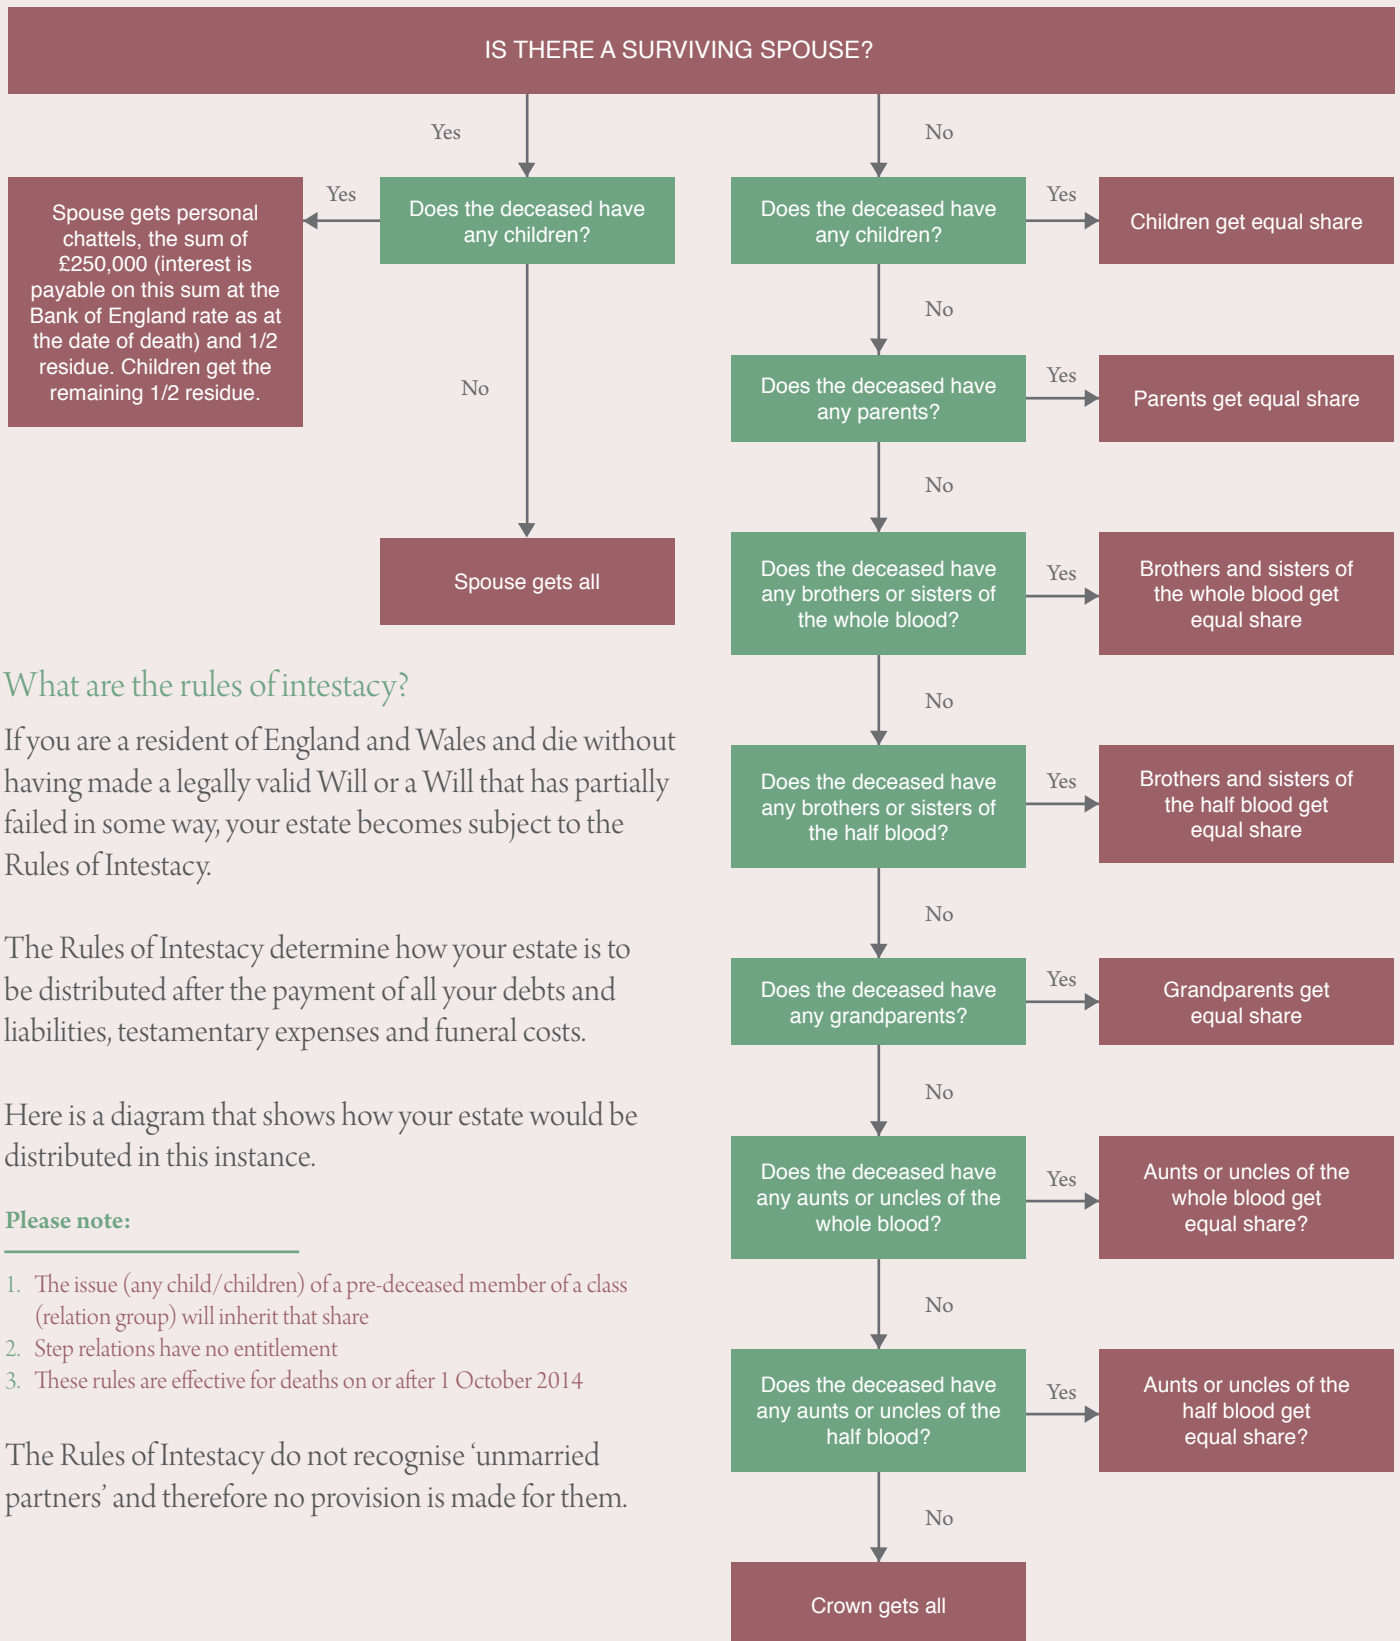 IS THERE A SURVIVING SPOUSE?
Yes
No
Spouse gets personal
chattels, the sum of
£250,000 (interest is
payable on this sum at the
Bank of England rate as at
the date of death) and 1/2
residue. Children get the
remaining 1/2 residue.
Yes
Does the deceased have
any children?
No
Spouse gets all
Does the deceased have
any children?
Yes
Children get equal share
No
Does the deceased have
any parents?
Yes
Parents get equal share
No
Does the deceased have
any brothers or sisters of
the whole blood?
Yes
Brothers and sisters of
the whole blood get
equal share
No
Does the deceased have
any brothers or sisters of
the half blood?
Yes
Brothers and sisters of
the half blood get
equal share
No
Does the deceased have
any grandparents?
Yes
Grandparents get
equal share
No
Does the deceased have
any aunts or uncles of the
whole blood?
Yes
Aunts or uncles of the
whole blood get
equal share?
No
Does the deceased have
any aunts or uncles of the
half blood?
Yes
Aunts or uncles of the
half blood get
equal share?
No
Crown gets all
What are the rules of intestacy?
If you are a resident of England and Wales and die without
having made a legally valid Will or a Will that has partially
failed in some way, your estate becomes subject to the
Rules of Intestacy.
The Rules of Intestacy determine how your estate is to
be distributed after the payment of all your debts and
liabilities, testamentary expenses and funeral costs.
Here is a diagram that shows how your estate would be
distributed in this instance.
Please note:
1. The issue (any child/children) of a pre-deceased member of a class
(relation group) will inherit that share
2. Step relations have no entitlement
3. These rules are effective for deaths on or after 1 October 2014
The Rules of Intestacy do not recognise ‘unmarried
partners’ and therefore no provision is made for them.